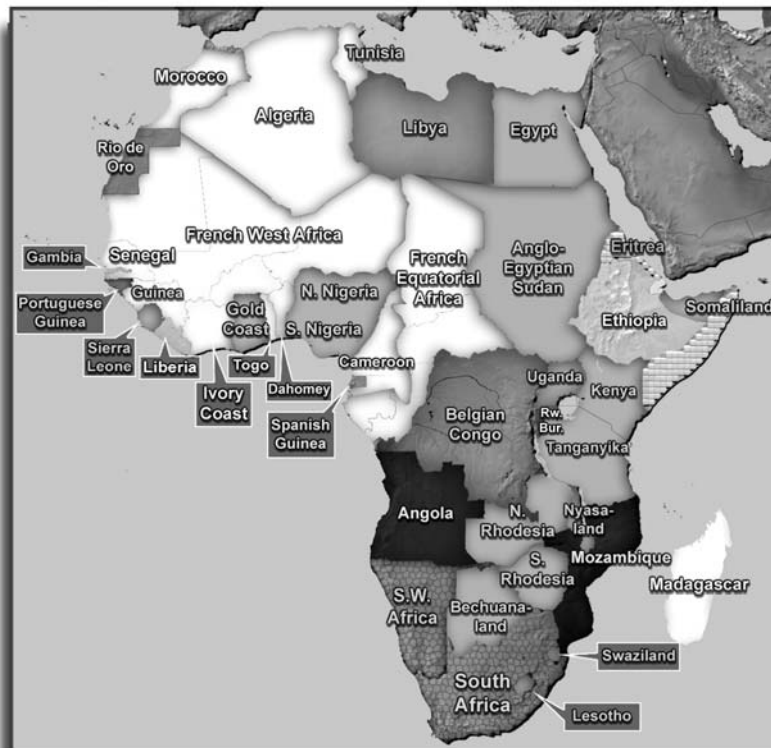 Tunisia
Morocco
Algeria
Libya
Egypt
Rio de
Oro
French West Africa
Senegal
Gambia
French
Equatorial
Africa
Anglo-
Egyptian
Sudan
Eritrea
Portuguese
Guinea
Guinea
N. Nigeria
Gold
Coast
S. Nigeria
Somaliland
Ethiopia
Sierra
Leone
Liberia
Togo
Dahomey
Cameroon
Ivory
Coast
Spanish
Guinea
Uganda
Kenya
Belgian
Congo
Rw.
Bur.
Tanganyika
Angola
N.
Rhodesia
Nyasa-
land
Mozambique
S.
Rhodesia
Madagascar
S.W.
Africa
Bechuana-
land
Swaziland
South
Africa
Lesotho